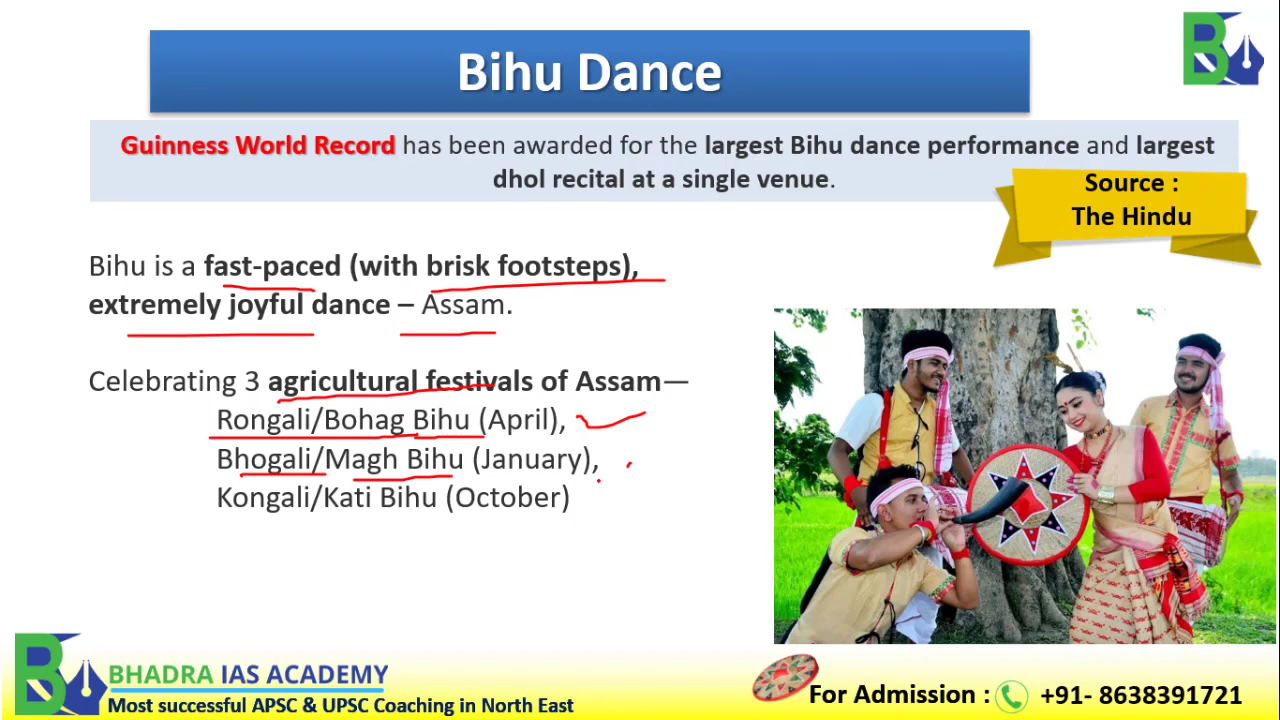 Bihu Dance
Guinness World Record has been awarded for the largest Bihu dance performance and largest
dhol recital at a single venue.
Source :
The Hindu
Bihu is a fast-paced (with brisk footsteps),
extremely joyful dance – Assam.
Celebrating 3 agricultural festivals of Assam—
Rongali/Bohag Bihu (April),
Bhogali/Magh Bihu (January),
Kongali/Kati Bihu (October)
BHADRA IAS ACADEMY
Most successful APSC & UPSC Coaching in North East
For Admission : +91- 8638391721